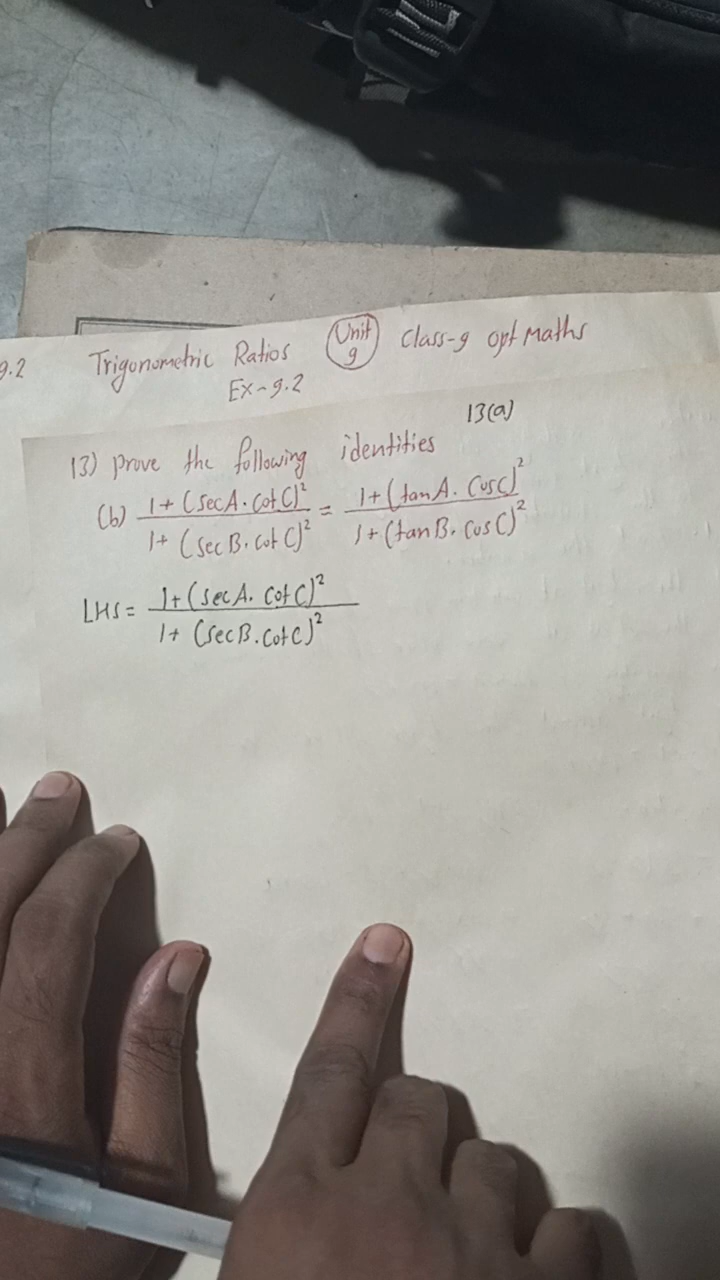 9.2 Trigonometric Ratios Unit 9 Class-9 opt Maths
Ex-9.2
13(a)
13) prove the following identities
(b) 1+(secA.cotC)² / 1+(secB.cotC)² = 1+(tanA.CosC)² / 1+(tanB.cosC)²
LHS= 1+(secA.cotC)² / 1+(secB.cotC)²